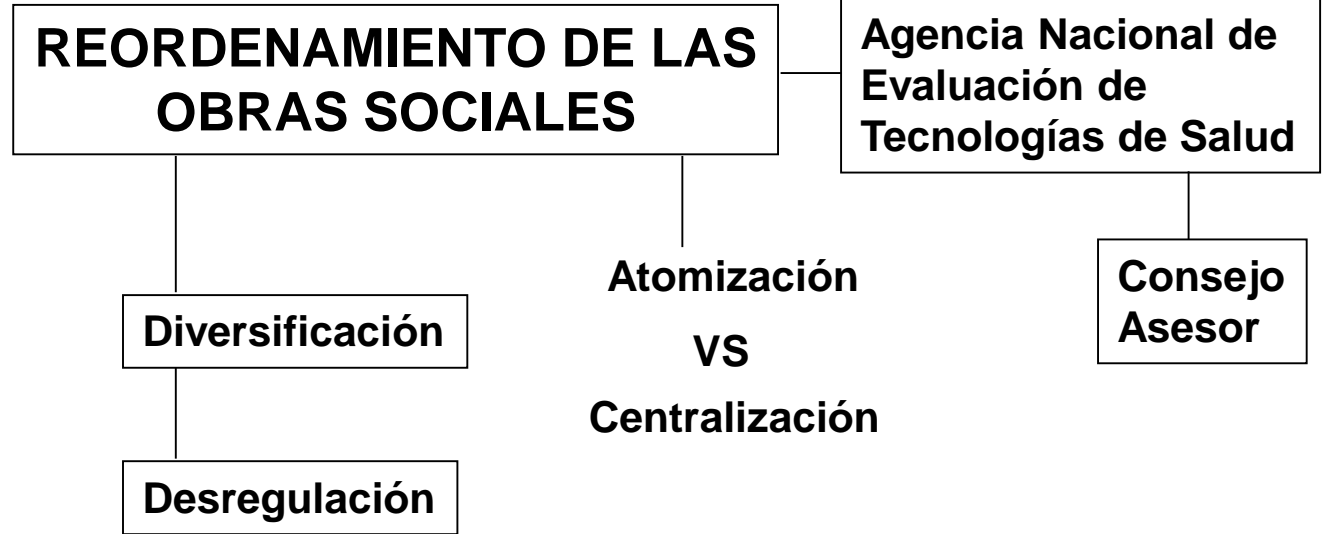 REORDENAMIENTO DE LAS
OBRAS SOCIALES
Agencia Nacional de
Evaluación de
Tecnologías de Salud
Diversificación
Desregulación
Atomización
VS
Centralización
Consejo
Asesor